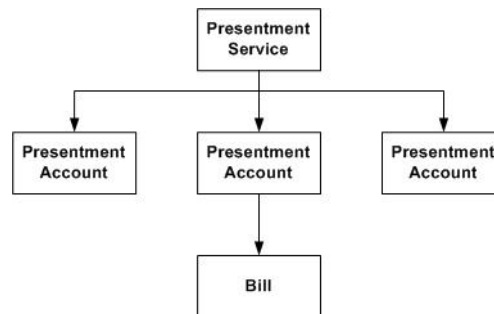 Presentment
Service
Presentment
Account
Presentment
Account
Presentment
Account
Bill